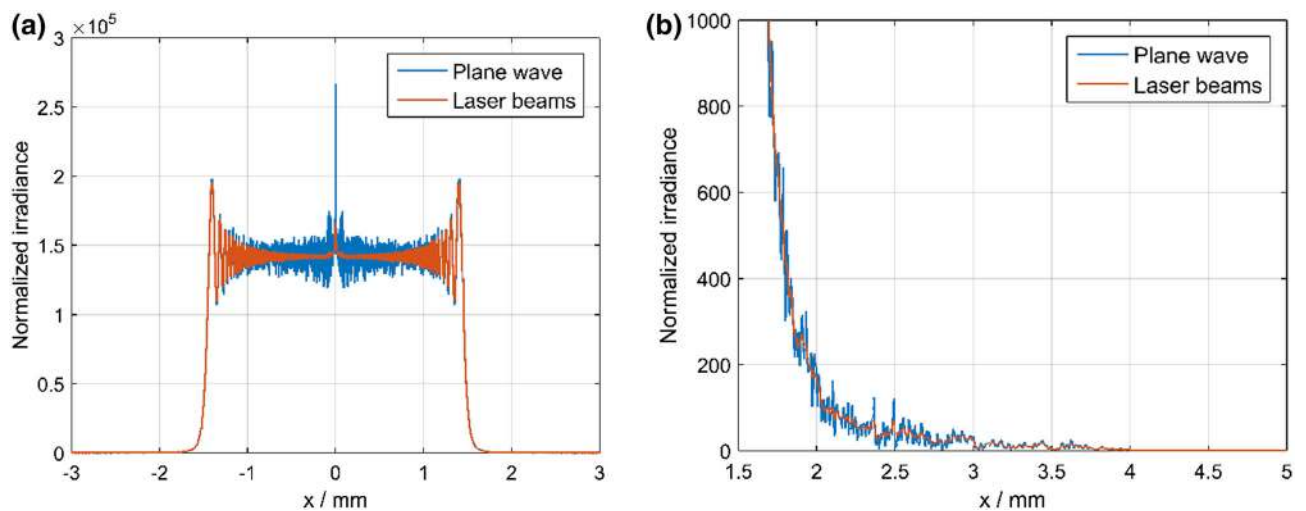 (a)
×10⁵
3
2.5
2
1.5
1
0.5
0
Normalized irradiance
-3 -2 -1 0 1 2 3
x / mm
Plane wave
Laser beams
(b)
1000
800
600
400
200
0
Normalized irradiance
1.5 2 2.5 3 3.5 4 4.5 5
x / mm
Plane wave
Laser beams